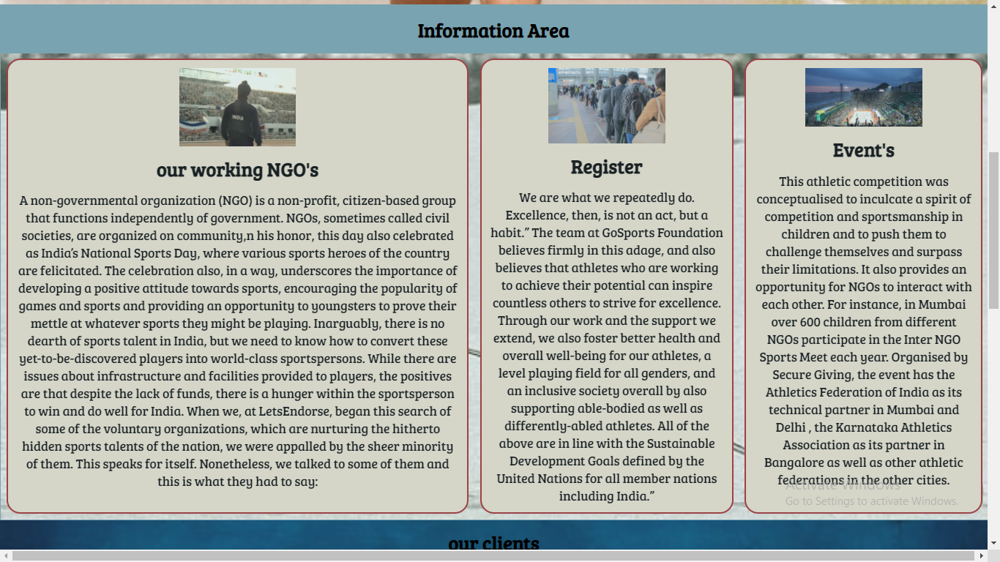 Information Area
INDIA
our working NGO's
A non-governmental organization (NGO) is a non-profit, citizen-based group
that functions independently of government. NGOs, sometimes called civil
societies, are organized on community,n his honor, this day also celebrated
as India’s National Sports Day, where various sports heroes of the country
are felicitated. The celebration also, in a way, underscores the importance of
developing a positive attitude towards sports, encouraging the popularity of
games and sports and providing an opportunity to youngsters to prove their
mettle at whatever sports they might be playing. Inarguably, there is no
dearth of sports talent in India, but we need to know how to convert these
yet-to-be-discovered players into world-class sportspersons. While there are
issues about infrastructure and facilities provided to players, the positives
are that despite the lack of funds, there is a hunger within the sportsperson
to win and do well for India. When we, at LetsEndorse, began this search of
some of the voluntary organizations, which are nurturing the hitherto
hidden sports talents of the nation, we were appalled by the sheer minority
of them. This speaks for itself. Nonetheless, we talked to some of them and
this is what they had to say:
Register
We are what we repeatedly do.
Excellence, then, is not an act, but a
habit.” The team at GoSports Foundation
believes firmly in this adage, and also
believes that athletes who are working
to achieve their potential can inspire
countless others to strive for excellence.
Through our work and the support we
extend, we also foster better health and
overall well-being for our athletes, a
level playing field for all genders, and
an inclusive society overall by also
supporting able-bodied as well as
differently-abled athletes. All of the
above are in line with the Sustainable
Development Goals defined by the
United Nations for all member nations
including India.”
Event's
This athletic competition was
conceptualised to inculcate a spirit of
competition and sportsmanship in
children and to push them to
challenge themselves and surpass
their limitations. It also provides an
opportunity for NGOs to interact with
each other. For instance, in Mumbai
over 600 children from different
NGOs participate in the Inter NGO
Sports Meet each year. Organised by
Secure Giving, the event has the
Athletics Federation of India as its
technical partner in Mumbai and
Delhi , the Karnataka Athletics
Association as its partner in
Bangalore as well as other athletic
federations in the other cities.
Activate Windows
Go to Settings to activate Windows.
our clients